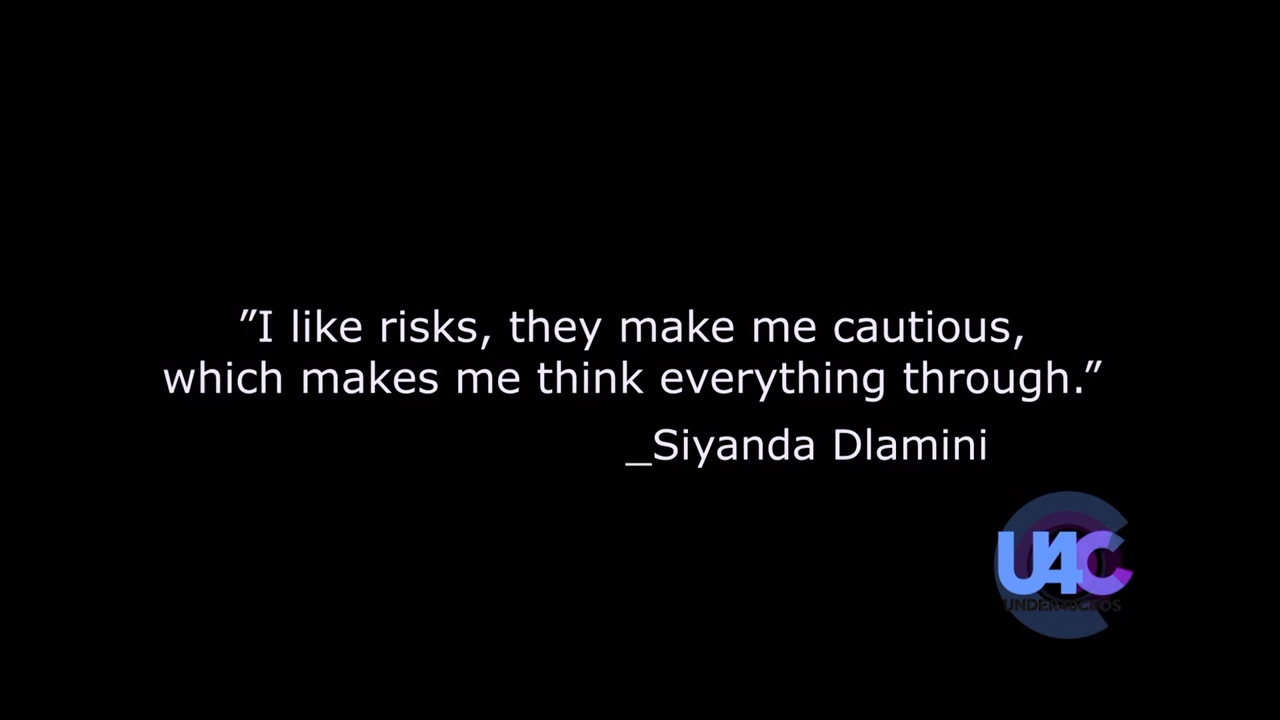 ”I like risks, they make me cautious,
which makes me think everything through.”
_Siyanda Dlamini
U4C
UNDER40CEOS